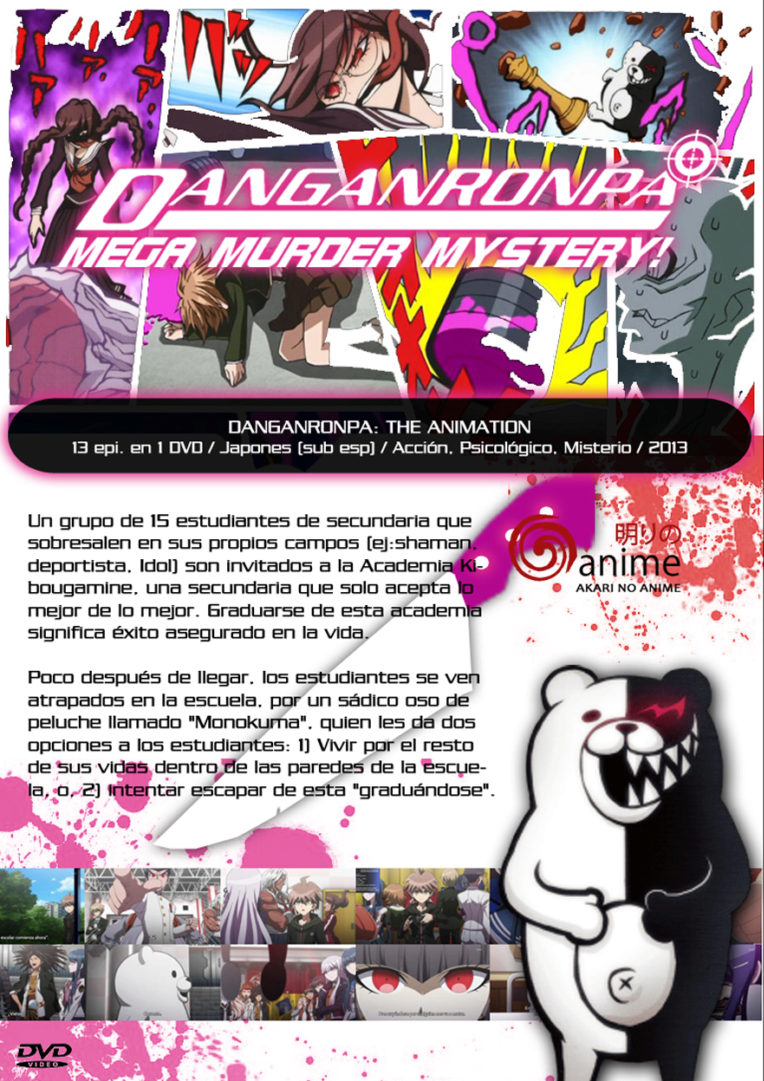 DANGANRONPA
MEGA MURDER MYSTERY!
DANGANRONPA: THE ANIMATION
13 epi. en 1 DVD / Japones (sub esp) / Acción, Psicológico, Misterio / 2013
Un grupo de 15 estudiantes de secundaria que
sobresalen en sus propios campos (ej:shaman,
deportista, Idol) son invitados a la Academia Ki-
bougamine, una secundaria que solo acepta lo
mejor de lo mejor. Graduarse de esta academia
significa éxito asegurado en la vida.
明りの
anime
AKARI NO ANIME
Poco después de llegar, los estudiantes se ven
atrapados en la escuela, por un sádico oso de
peluche llamado "Monokuma", quien les da dos
opciones a los estudiantes: 1) Vivir por el resto
de sus vidas dentro de las paredes de la escue-
la, o, 2) intentar escapar de esta "graduándose".
escolar comienza ahora".
DVD
VIDEO